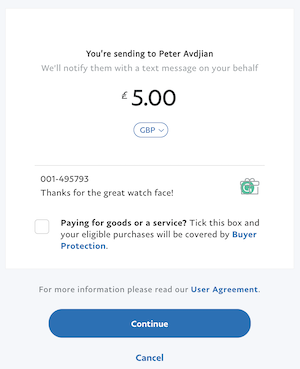 You're sending to Peter Avdjian
We'll notify them with a text message on your behalf
£ 5.00
GBP
001-495793
Thanks for the great watch face!
Paying for goods or a service? Tick this box and
your eligible purchases will be covered by Buyer
Protection.
For more information please read our User Agreement.
Continue
Cancel